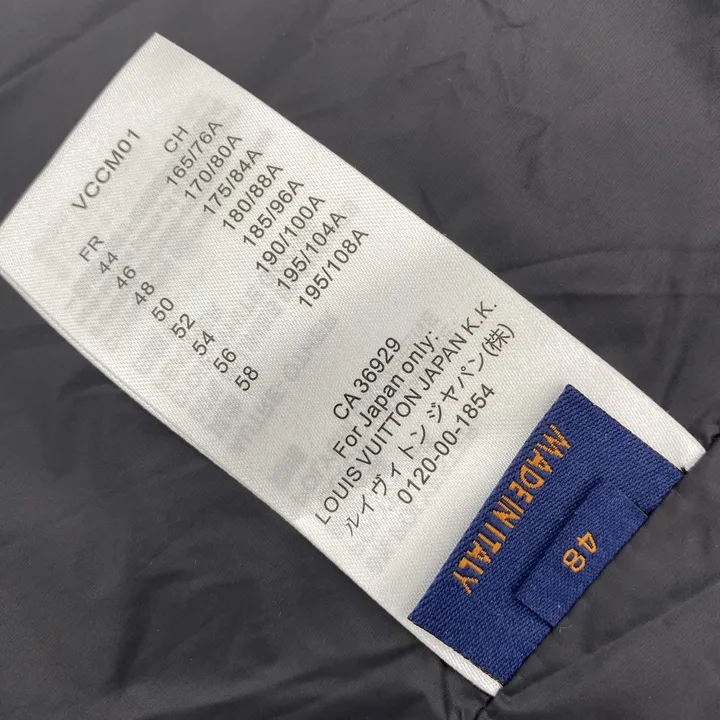 VCCM01
FR CH
44 165/76A
46 170/80A
48 175/84A
50 180/88A
52 185/96A
54 190/100A
56 195/104A
58 195/108A
CA 36929
For Japan only:
LOUIS VUITTON JAPAN K.K.
ルイ ヴィトン ジャパン(株)
0120-00-1854
MADE IN ITALY
48